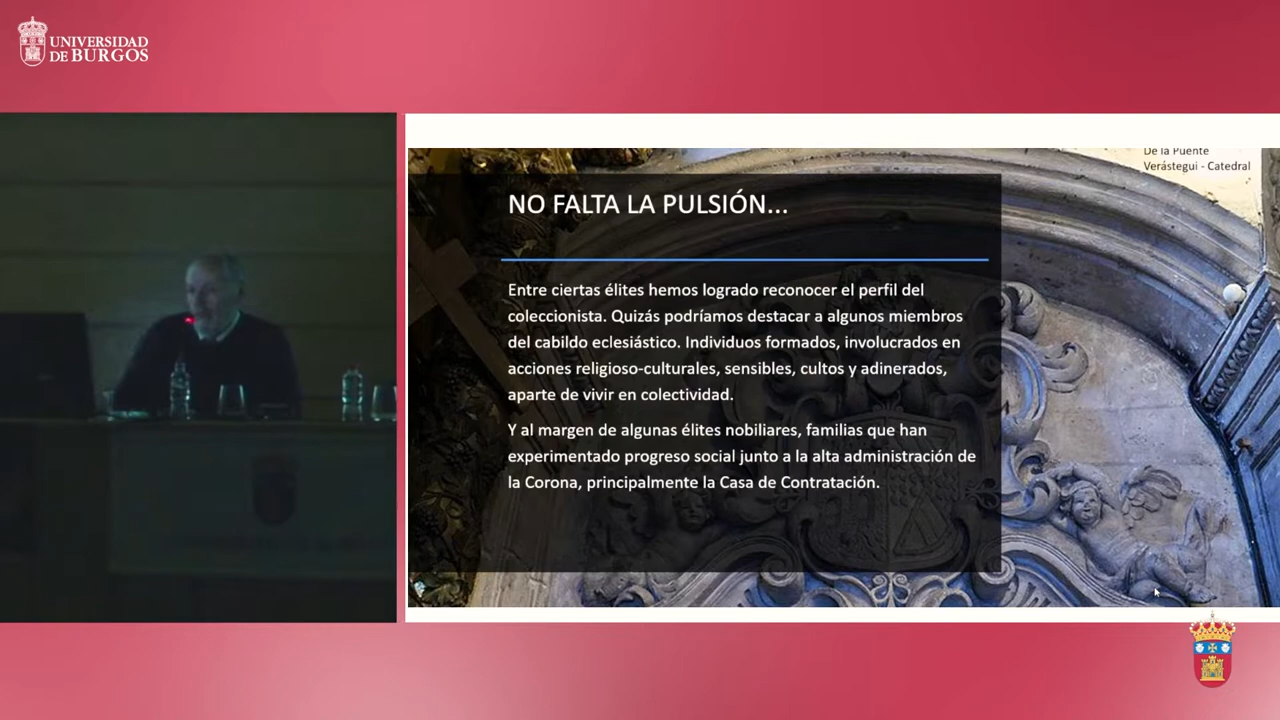 UNIVERSIDAD
DE BURGOS
De la Puente
Verástegui - Catedral
NO FALTA LA PULSIÓN...
Entre ciertas élites hemos logrado reconocer el perfil del
coleccionista. Quizás podríamos destacar a algunos miembros
del cabildo eclesiástico. Individuos formados, involucrados en
acciones religioso-culturales, sensibles, cultos y adinerados,
aparte de vivir en colectividad.
Y al margen de algunas élites nobiliares, familias que han
experimentado progreso social junto a la alta administración de
la Corona, principalmente la Casa de Contratación.